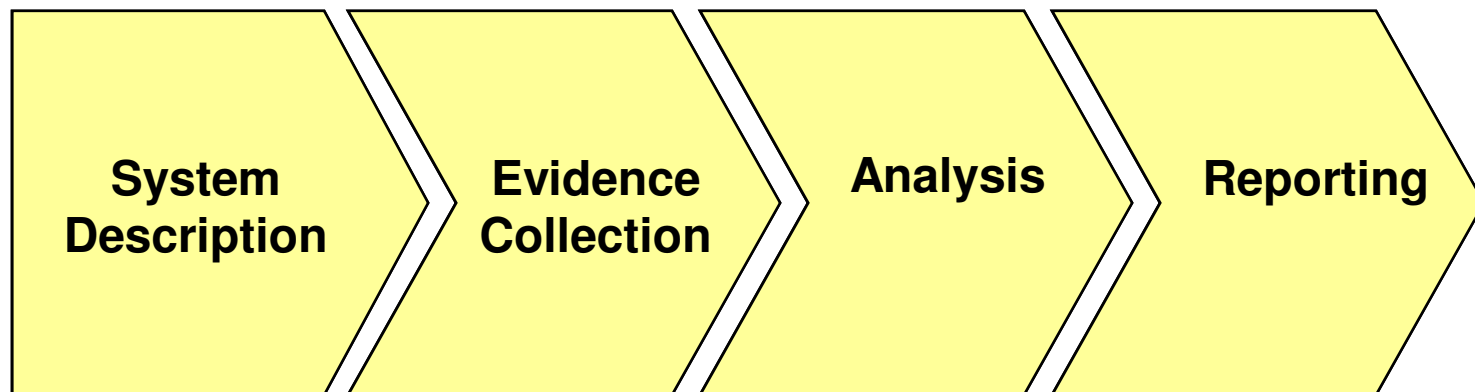 System
Description
Evidence
Collection
Analysis
Reporting